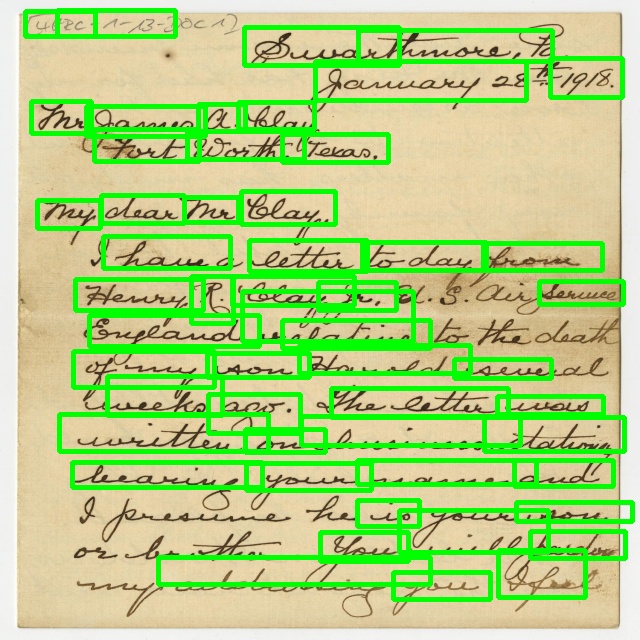 [4EPC-1-13-DOC1]
Swarthmore, Pa
January 28th 1918.
Mr James A. Clay
Fort Worth, Texas.
My dear Mr Clay,
I have a letter to day from
Henry R. Clay Jr. U.S. Air Service
England relating to the death
of my son Harold several
weeks ago. The letter was
written on business stationy
bearing your name and
I presume he is your son
or brother. You will pardon
my addressing you I feel